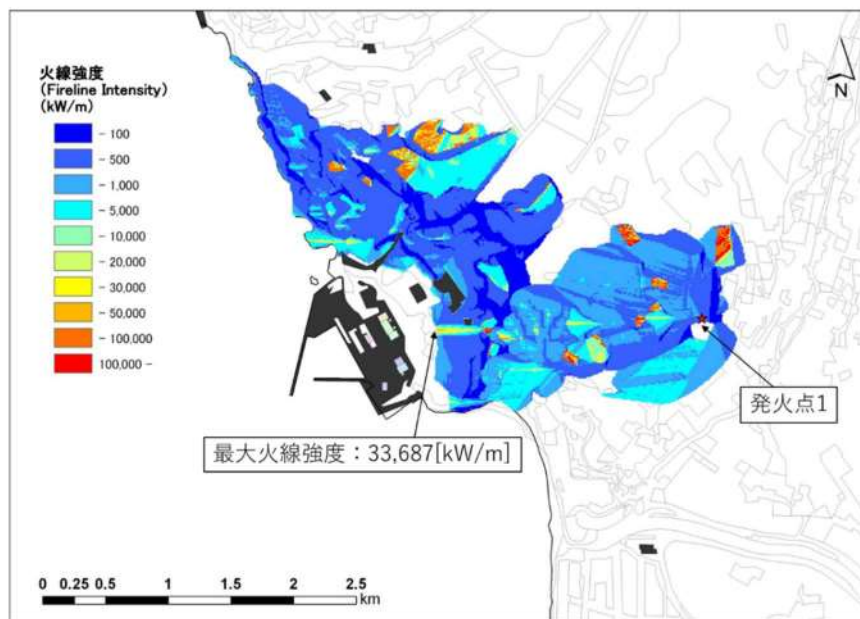 火線強度
(Fireline Intensity)
(kW/m)
- 100
- 500
- 1,000
- 5,000
- 10,000
- 20,000
- 30,000
- 50,000
- 100,000
100,000 -
N
発火点1
最大火線強度：33,687[kW/m]
0 0.25 0.5 1 1.5 2 2.5
km